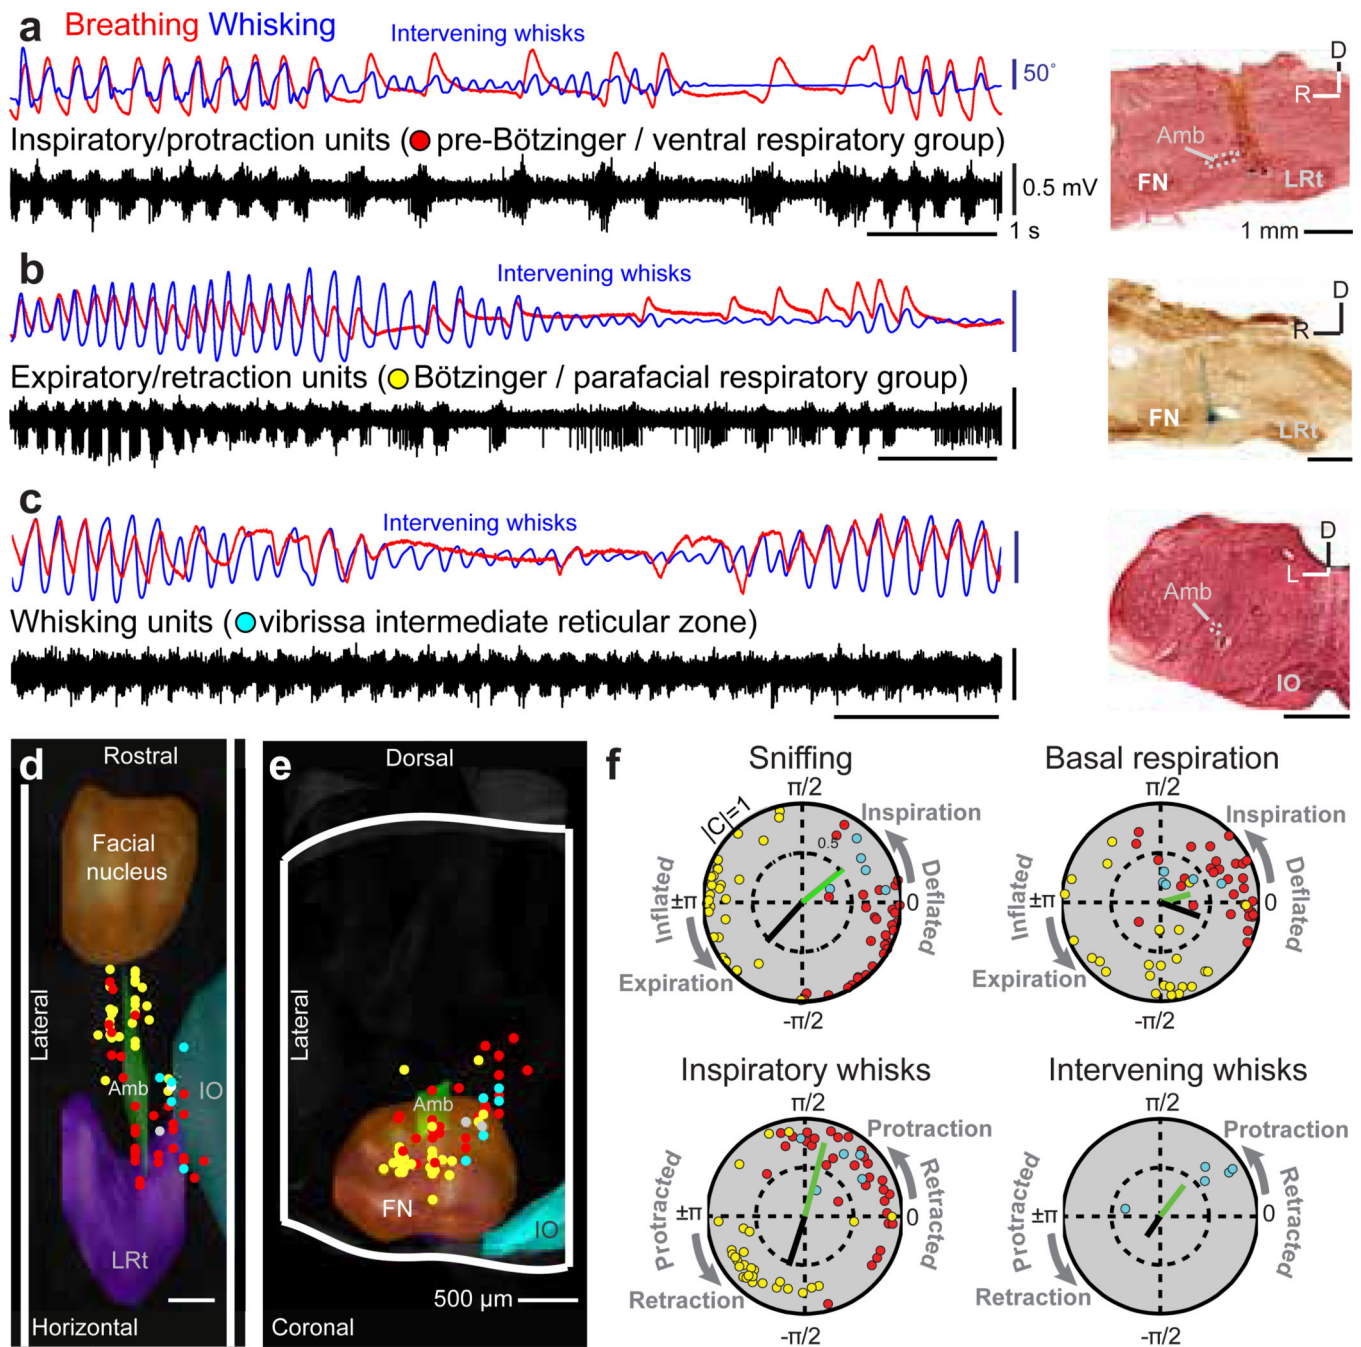 a Breathing Whisking
Intervening whisks
50°
Inspiratory/protraction units (pre-Bötzinger / ventral respiratory group)
0.5 mV
1 s
D
R
Amb
FN
LRt
1 mm
b
Intervening whisks
Expiratory/retraction units (Bötzinger / parafacial respiratory group)
D
R
FN
LRt
c
Intervening whisks
Whisking units (vibrissa intermediate reticular zone)
D
L
Amb
IO
d
Rostral
Facial
nucleus
Lateral
Amb
IO
LRt
Horizontal
e
Dorsal
Lateral
Amb
FN
IO
500 µm
Coronal
f
Sniffing
π/2
|C|=1
0.5
Inspiration
Inflated
±π
0
Deflated
Expiration
-π/2
Basal respiration
π/2
Inspiration
Inflated
±π
0
Deflated
Expiration
-π/2
Inspiratory whisks
π/2
Protraction
Protracted
±π
0
Retracted
Retraction
-π/2
Intervening whisks
π/2
Protraction
Protracted
±π
0
Retracted
Retraction
-π/2